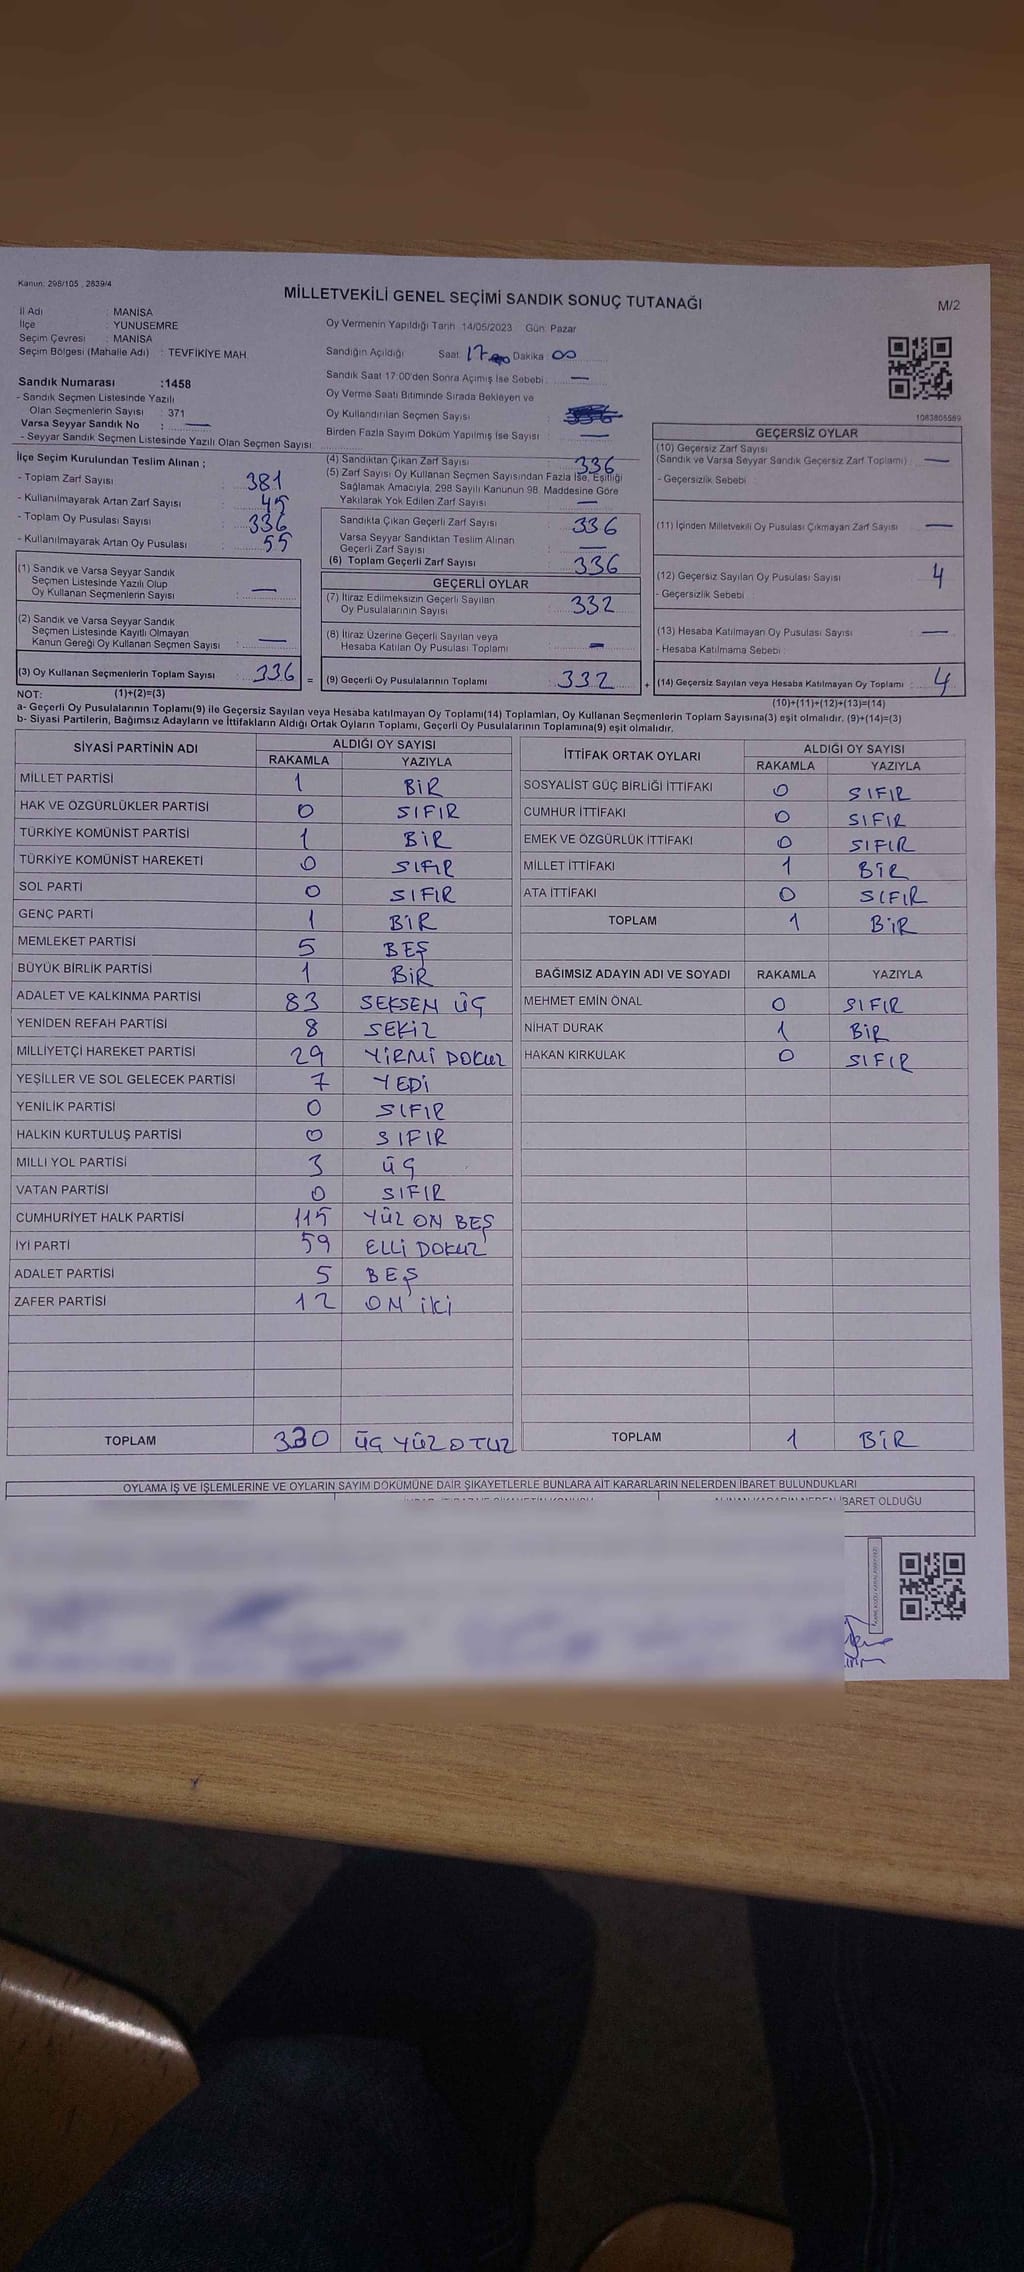 Kanun: 298/105 , 2839/4
MİLLETVEKİLİ GENEL SEÇİMİ SANDIK SONUÇ TUTANAĞI
M/2
İl Adı : MANİSA
İlçe : YUNUSEMRE
Seçim Çevresi : MANİSA
Seçim Bölgesi (Mahalle Adı) : TEVFİKİYE MAH.
Oy Vermenin Yapıldığı Tarih 14/05/2023 Gün: Pazar
Sandığın Açıldığı Saat: 17 Dakika 00
Sandık Saat 17:00'den Sonra Açımış İse Sebebi: —
Oy Verme Saati Bitiminde Sırada Bekleyen ve
Oy Kullandırılan Seçmen Sayısı
Birden Fazla Sayım Döküm Yapılmış İse Sayısı : —
1083805569
Sandık Numarası :1458
- Sandık Seçmen Listesinde Yazılı
Olan Seçmenlerin Sayısı : 371
Varsa Seyyar Sandık No : —
- Seyyar Sandık Seçmen Listesinde Yazılı Olan Seçmen Sayısı
İlçe Seçim Kurulundan Teslim Alınan ;
- Toplam Zarf Sayısı : 381
- Kullanılmayarak Artan Zarf Sayısı : 45
- Toplam Oy Pusulası Sayısı : 336
- Kullanılmayarak Artan Oy Pusulası : 55
(1) Sandık ve Varsa Seyyar Sandık
Seçmen Listesinde Yazılı Olup
Oy Kullanan Seçmenlerin Sayısı : —
(2) Sandık ve Varsa Seyyar Sandık
Seçmen Listesinde Kayıtlı Olmayan
Kanun Gereği Oy Kullanan Seçmen Sayısı : —
(3) Oy Kullanan Seçmenlerin Toplam Sayısı : 336 =
(4) Sandıktan Çıkan Zarf Sayısı : 336
(5) Zarf Sayısı Oy Kullanan Seçmen Sayısından Fazla İse, Eşitliği
Sağlamak Amacıyla, 298 Sayılı Kanunun 98. Maddesine Göre
Yakılarak Yok Edilen Zarf Sayısı : —
Sandıkta Çıkan Geçerli Zarf Sayısı : 336
Varsa Seyyar Sandıktan Teslim Alınan
Geçerli Zarf Sayısı : —
(6) Toplam Geçerli Zarf Sayısı : 336
GEÇERLİ OYLAR
(7) İtiraz Edilmeksizin Geçerli Sayılan
Oy Pusulalarının Sayısı : 332
(8) İtiraz Üzerine Geçerli Sayılan veya
Hesaba Katılan Oy Pusulası Toplamı : —
(9) Geçerli Oy Pusulalarının Toplamı : 332 +
GEÇERSİZ OYLAR
(10) Geçersiz Zarf Sayısı
(Sandık ve Varsa Seyyar Sandık Geçersiz Zarf Toplamı) : —
- Geçersizlik Sebebi :
(11) İçinden Milletvekili Oy Pusulası Çıkmayan Zarf Sayısı : —
(12) Geçersiz Sayılan Oy Pusulası Sayısı : 4
- Geçersizlik Sebebi :
(13) Hesaba Katılmayan Oy Pusulası Sayısı : —
- Hesaba Katılmama Sebebi :
(14) Geçersiz Sayılan veya Hesaba Katılmayan Oy Toplamı : 4
NOT: (1)+(2)=(3) (10)+(11)+(12)+(13)=(14)
a- Geçerli Oy Pusulalarının Toplamı(9) ile Geçersiz Sayılan veya Hesaba katılmayan Oy Toplamı(14) Toplamları, Oy Kullanan Seçmenlerin Toplam Sayısına(3) eşit olmalıdır. (9)+(14)=(3)
b- Siyasi Partilerin, Bağımsız Adayların ve İttifakların Aldığı Ortak Oyların Toplamı, Geçerli Oy Pusulalarının Toplamına(9) eşit olmalıdır.
SİYASİ PARTİNİN ADI ALDIĞI OY SAYISI
RAKAMLA YAZIYLA
MİLLET PARTİSİ 1 BİR
HAK VE ÖZGÜRLÜKLER PARTİSİ 0 SIFIR
TÜRKİYE KOMÜNİST PARTİSİ 1 BİR
TÜRKİYE KOMÜNİST HAREKETİ 0 SIFIR
SOL PARTİ 0 SIFIR
GENÇ PARTİ 1 BİR
MEMLEKET PARTİSİ 5 BEŞ
BÜYÜK BİRLİK PARTİSİ 1 BİR
ADALET VE KALKINMA PARTİSİ 83 SEKSEN ÜÇ
YENİDEN REFAH PARTİSİ 8 SEKİZ
MİLLİYETÇİ HAREKET PARTİSİ 29 YİRMİ DOKUZ
YEŞİLLER VE SOL GELECEK PARTİSİ 7 YEDİ
YENİLİK PARTİSİ 0 SIFIR
HALKIN KURTULUŞ PARTİSİ 0 SIFIR
MİLLİ YOL PARTİSİ 3 ÜÇ
VATAN PARTİSİ 0 SIFIR
CUMHURİYET HALK PARTİSİ 115 YÜZ ON BEŞ
İYİ PARTİ 59 ELLİ DOKUZ
ADALET PARTİSİ 5 BEŞ
ZAFER PARTİSİ 12 ON İKİ
TOPLAM 330 ÜÇ YÜZ OTUZ
İTTİFAK ORTAK OYLARI ALDIĞI OY SAYISI
RAKAMLA YAZIYLA
SOSYALİST GÜÇ BİRLİĞİ İTTİFAKI 0 SIFIR
CUMHUR İTTİFAKI 0 SIFIR
EMEK VE ÖZGÜRLÜK İTTİFAKI 0 SIFIR
MİLLET İTTİFAKI 1 BİR
ATA İTTİFAKI 0 SIFIR
TOPLAM 1 BİR
BAĞIMSIZ ADAYIN ADI VE SOYADI RAKAMLA YAZIYLA
MEHMET EMİN ÖNAL 0 SIFIR
NİHAT DURAK 1 BİR
HAKAN KIRKULAK 0 SIFIR
TOPLAM 1 BİR
OYLAMA İŞ VE İŞLEMLERİNE VE OYLARIN SAYIM DÖKÜMÜNE DAİR ŞİKAYETLERLE BUNLARA AİT KARARLARIN NELERDEN İBARET BULUNDUKLARI
İBARET OLDUĞU